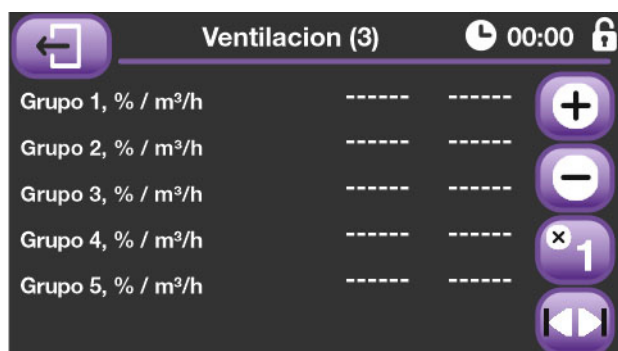 Ventilacion (3) 00:00
Grupo 1, % / m³/h ------ ------
Grupo 2, % / m³/h ------ ------
Grupo 3, % / m³/h ------ ------
Grupo 4, % / m³/h ------ ------
Grupo 5, % / m³/h ------ ------
+
−
×1